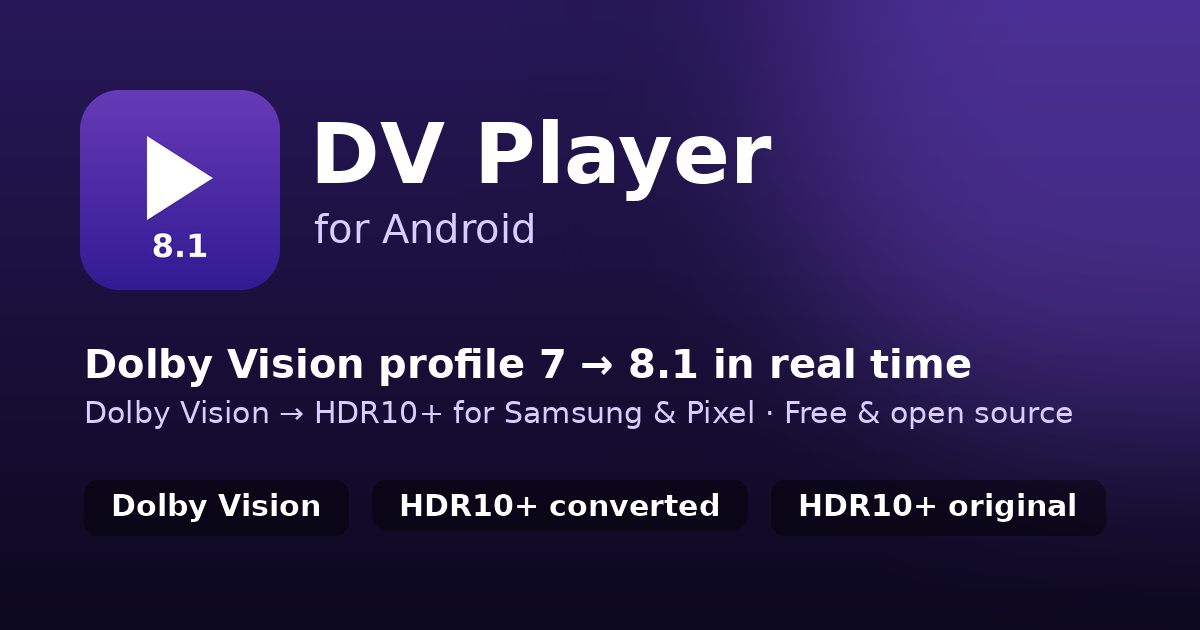 DV Player
for Android
8.1
Dolby Vision profile 7 → 8.1 in real time
Dolby Vision → HDR10+ for Samsung & Pixel · Free & open source
Dolby Vision
HDR10+ converted
HDR10+ original